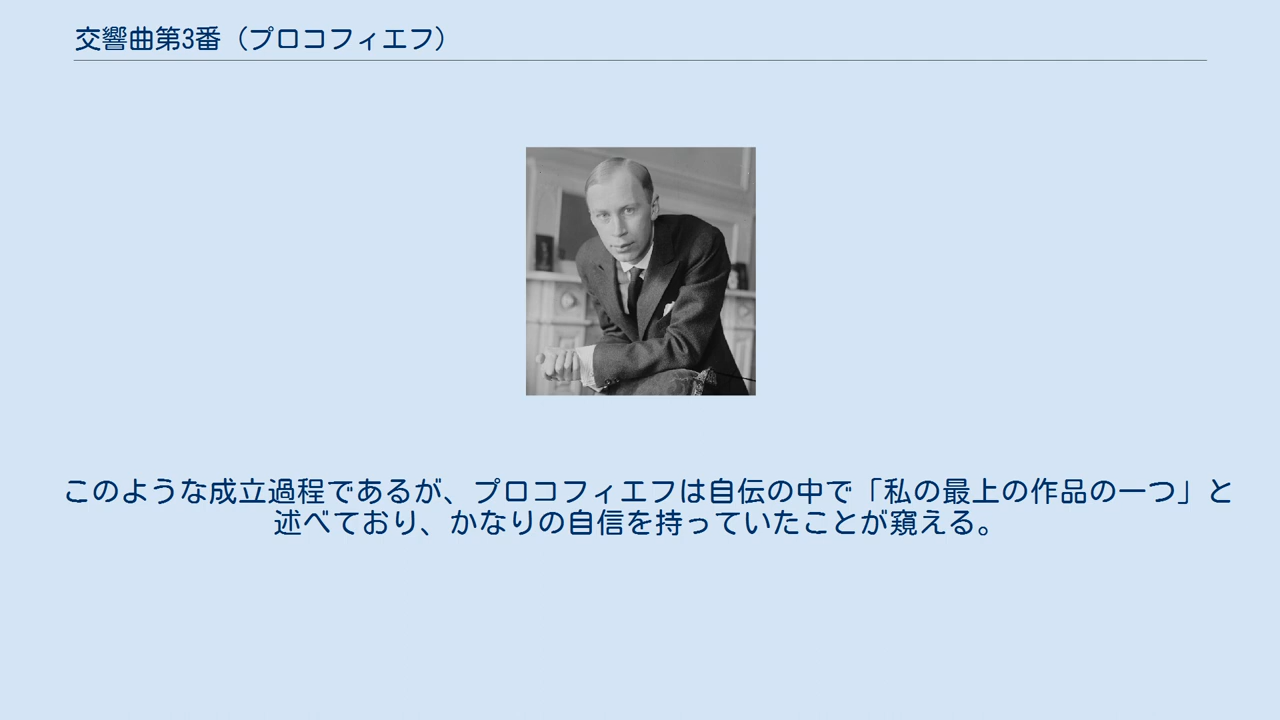 交響曲第3番（プロコフィエフ）
このような成立過程であるが、プロコフィエフは自伝の中で「私の最上の作品の一つ」と
述べており、かなりの自信を持っていたことが窺える。